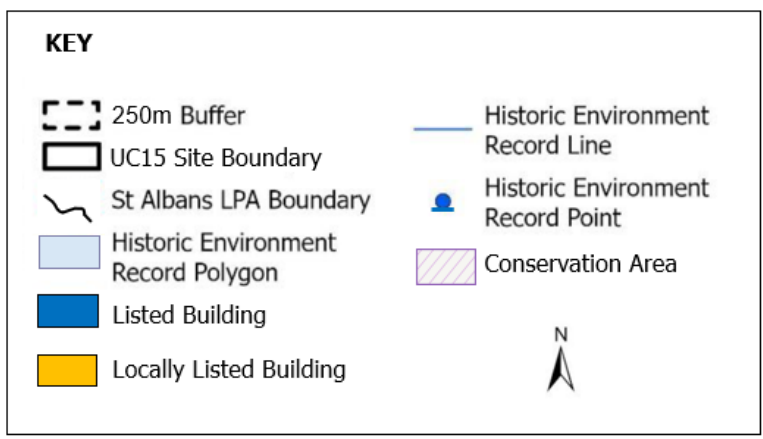 KEY
250m Buffer
UC15 Site Boundary
St Albans LPA Boundary
Historic Environment
Record Polygon
Listed Building
Locally Listed Building
Historic Environment
Record Line
Historic Environment
Record Point
Conservation Area
N